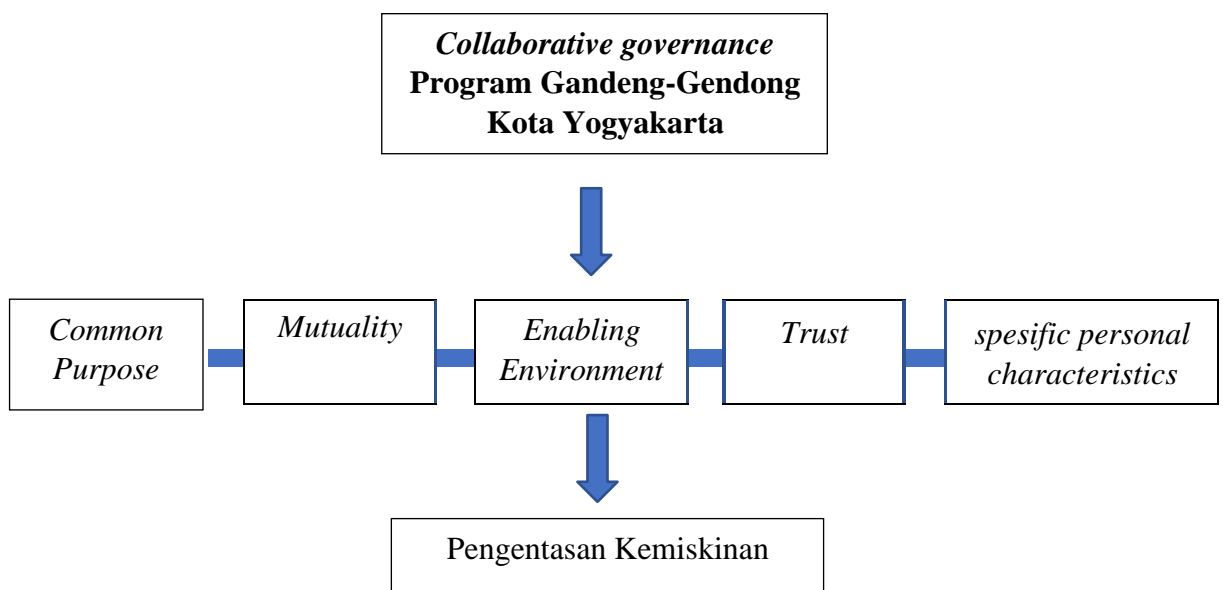 Collaborative governance
Program Gandeng-Gendong
Kota Yogyakarta
Common
Purpose
Mutuality
Enabling
Environment
Trust
spesific personal
characteristics
Pengentasan Kemiskinan